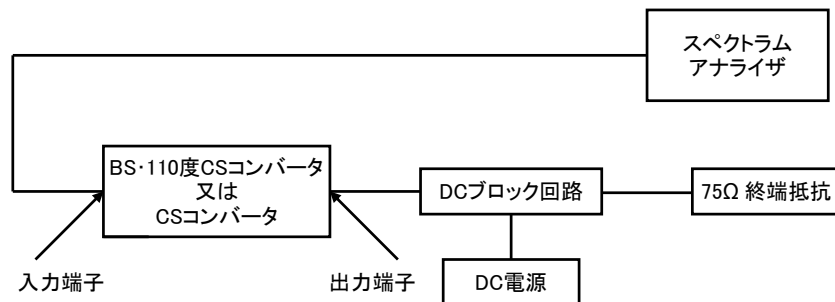 スペクトラム
アナライザ
BS・110度CSコンバータ
又は
CSコンバータ
DCブロック回路
75Ω 終端抵抗
入力端子
出力端子
DC電源